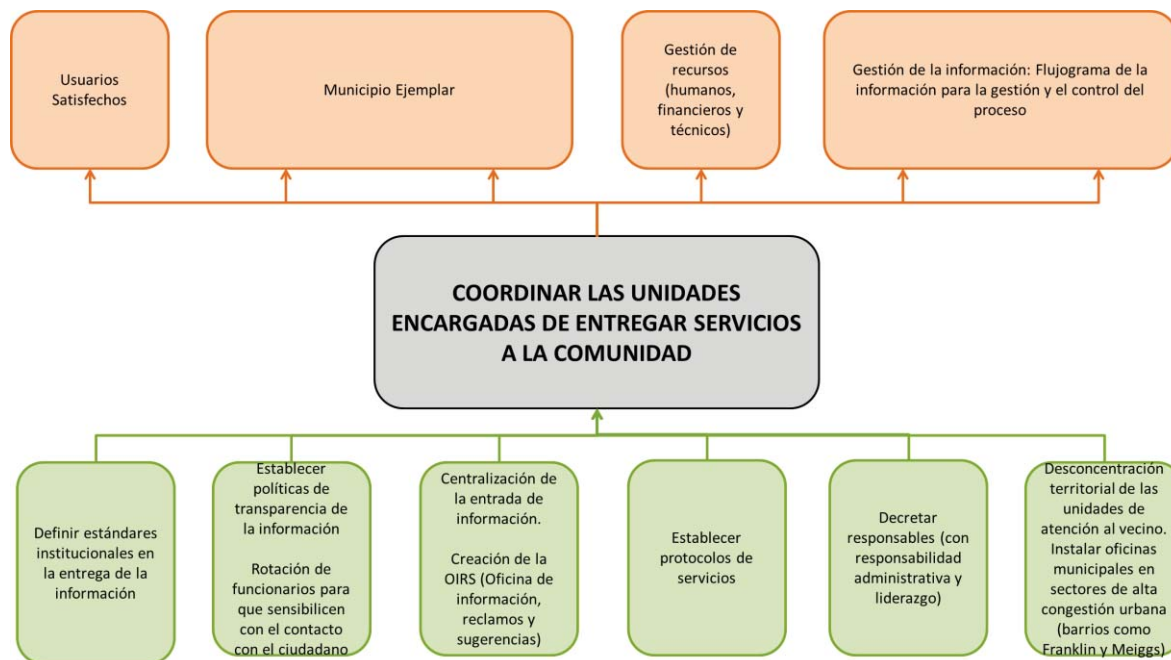 Usuarios
Satisfechos
Municipio Ejemplar
Gestión de
recursos
(humanos,
financieros y
técnicos)
Gestión de la información: Flujograma de la
información para la gestión y el control del
proceso
COORDINAR LAS UNIDADES
ENCARGADAS DE ENTREGAR SERVICIOS
A LA COMUNIDAD
Definir estándares
institucionales en
la entrega de la
información
Establecer
políticas de
transparencia de
la información
Rotación de
funcionarios para
que sensibilicen
con el contacto
con el ciudadano
Centralización de
la entrada de
información.
Creación de la
OIRS (Oficina de
información,
reclamos y
sugerencias)
Establecer
protocolos de
servicios
Decretar
responsables (con
responsabilidad
administrativa y
liderazgo)
Desconcentración
territorial de las
unidades de
atención al vecino.
Instalar oficinas
municipales en
sectores de alta
congestión urbana
(barrios como
Franklin y Meiggs)